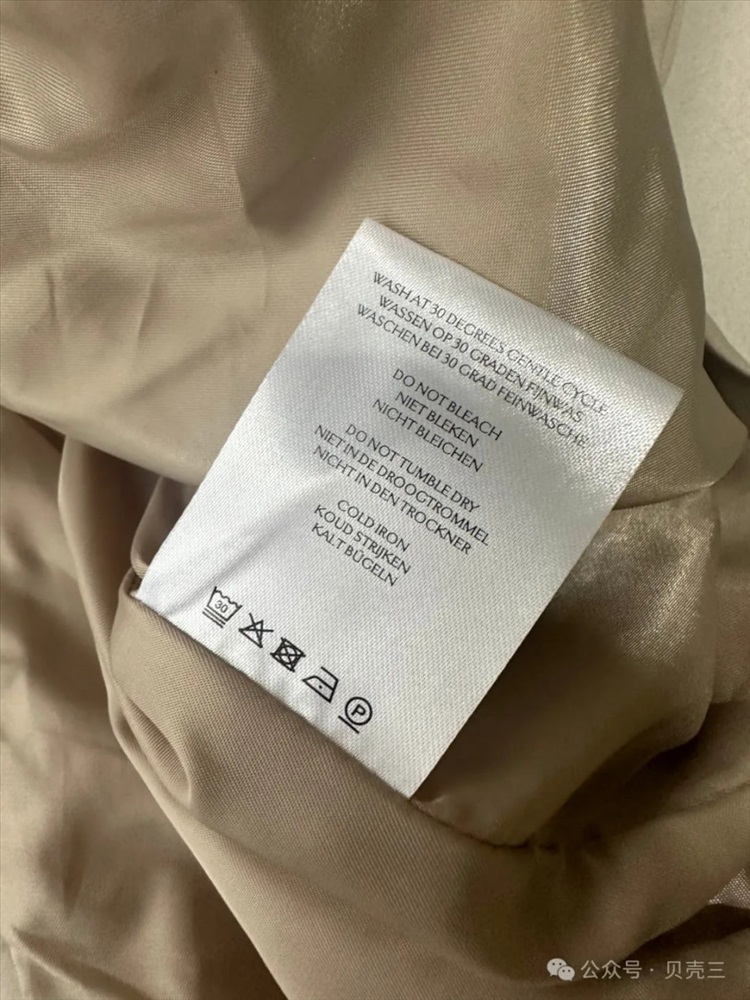 WASH AT 30 DEGREES GENTLE CYCLE
WASSEN OP 30 GRADEN FIJNWAS
WASCHEN BEI 30 GRAD FEINWASCHE
DO NOT BLEACH
NIET BLEKEN
NICHT BLEICHEN
DO NOT TUMBLE DRY
NIET IN DE DROOGTROMMEL
NICHT IN DEN TROCKNER
COLD IRON
KOUD STRIJKEN
KALT BÜGELN
30
P
公众号 · 贝壳三